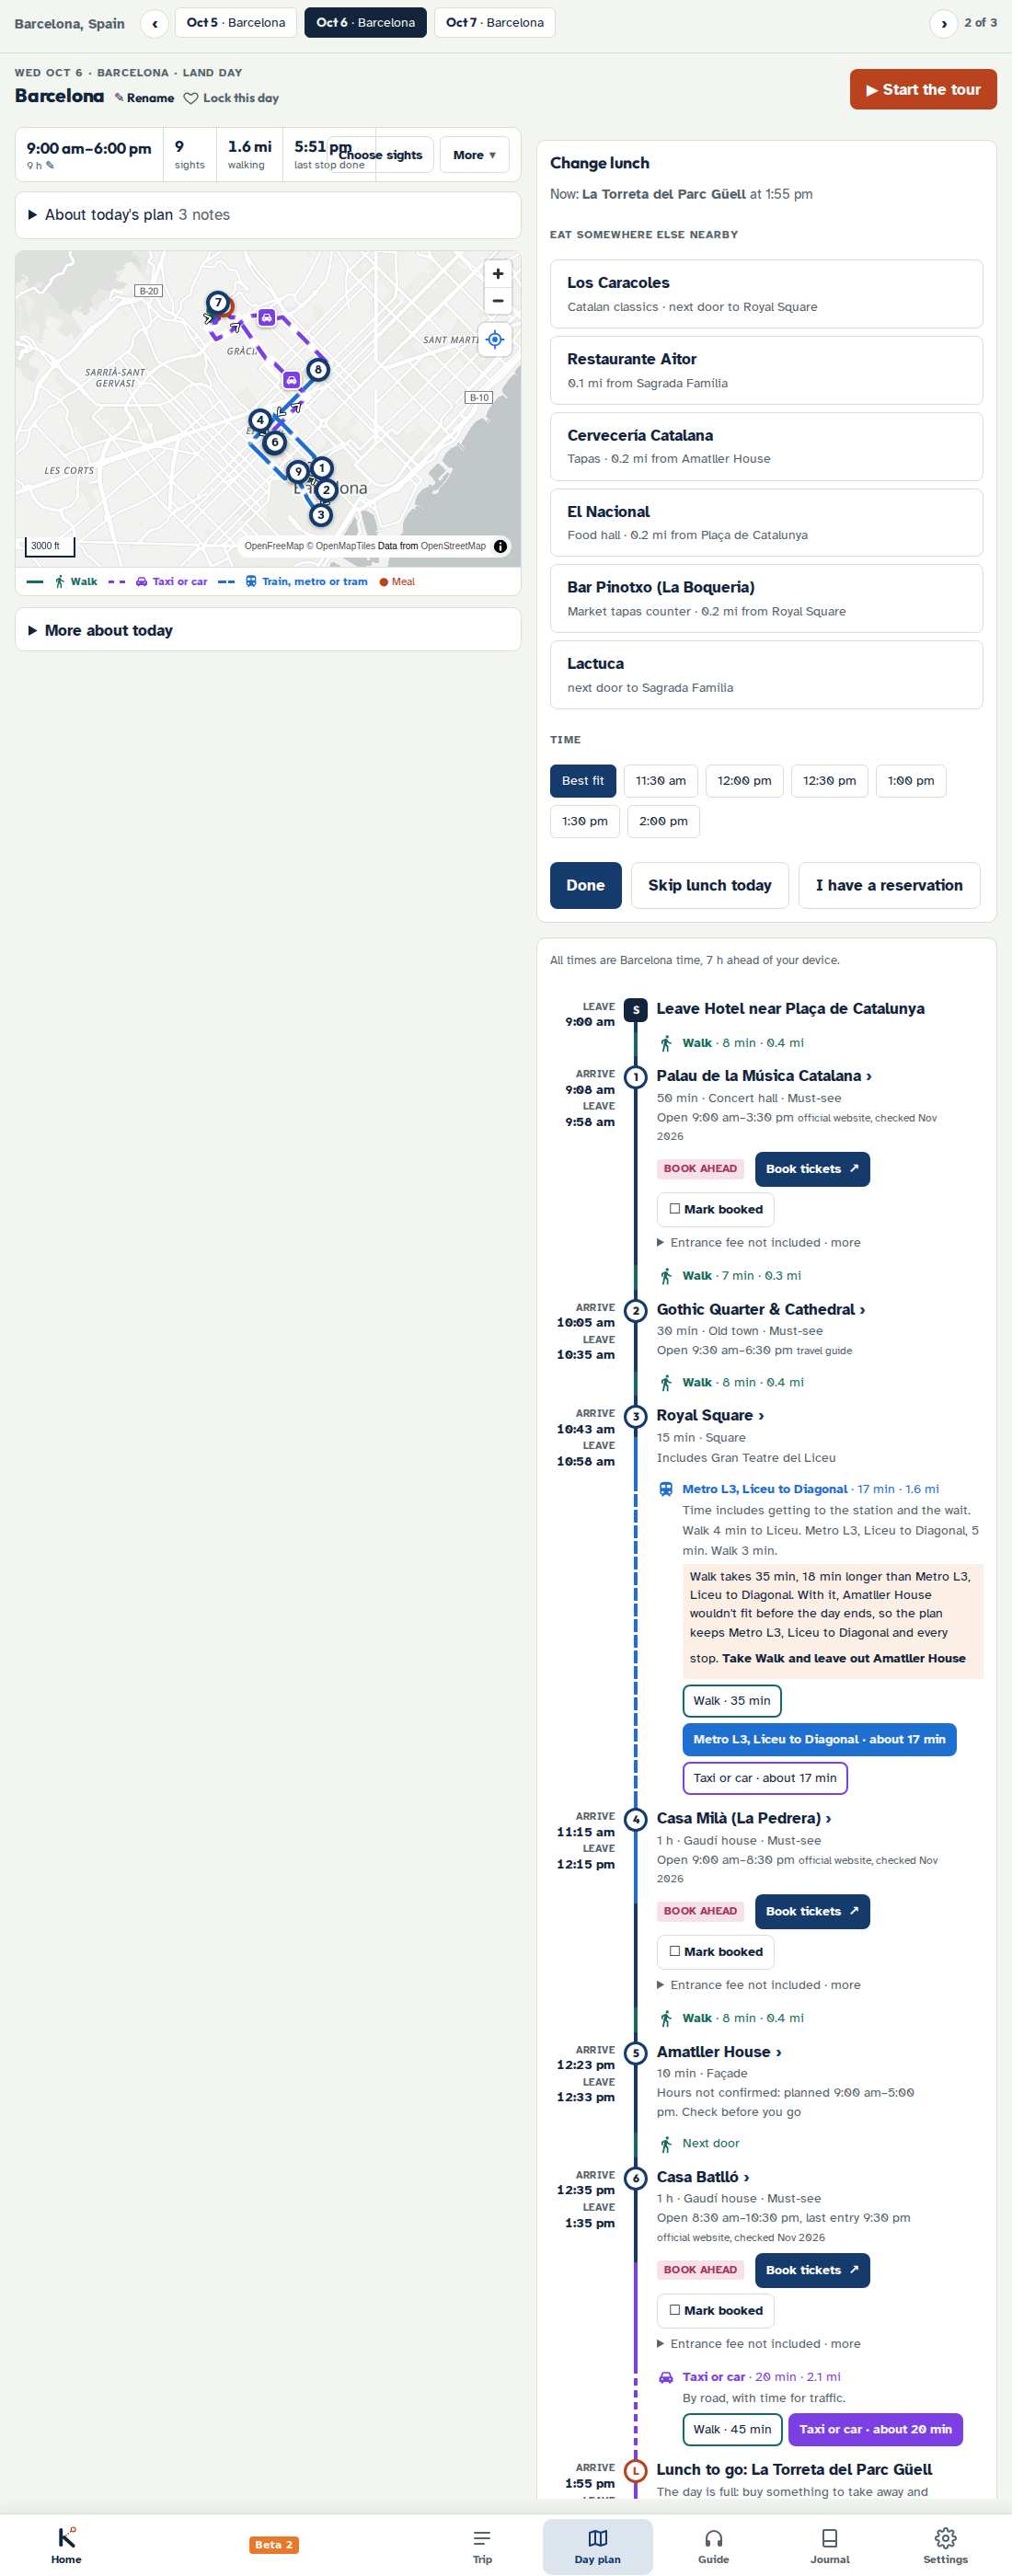 Barcelona, Spain
‹
Oct 5 · Barcelona
Oct 6 · Barcelona
Oct 7 · Barcelona
›
2 of 3
WED OCT 6 · BARCELONA · LAND DAY
Barcelona
✎ Rename
Lock this day
▶ Start the tour
9:00 am–6:00 pm
9 h ✎
9
sights
1.6 mi
walking
5:51 pm
last stop done
Choose sights
More ▾
▶ About today's plan 3 notes
B-20
SANT MARTÍ
SARRIÀ-SANT
GERVASI
B-10
LES CORTS
7
8
4
6
9
1
2
3
3000 ft
OpenFreeMap © OpenMapTiles Data from OpenStreetMap
Walk
Taxi or car
Train, metro or tram
Meal
▶ More about today
Change lunch
Now: La Torreta del Parc Güell at 1:55 pm
EAT SOMEWHERE ELSE NEARBY
Los Caracoles
Catalan classics · next door to Royal Square
Restaurante Aitor
0.1 mi from Sagrada Família
Cervecería Catalana
Tapas · 0.2 mi from Amatller House
El Nacional
Food hall · 0.2 mi from Plaça de Catalunya
Bar Pinotxo (La Boqueria)
Market tapas counter · 0.2 mi from Royal Square
Lactuca
next door to Sagrada Família
TIME
Best fit
11:30 am
12:00 pm
12:30 pm
1:00 pm
1:30 pm
2:00 pm
Done
Skip lunch today
I have a reservation
All times are Barcelona time, 7 h ahead of your device.
LEAVE
9:00 am
S
Leave Hotel near Plaça de Catalunya
Walk · 8 min · 0.4 mi
ARRIVE
9:08 am
LEAVE
9:58 am
1
Palau de la Música Catalana ›
50 min · Concert hall · Must-see
Open 9:00 am–3:30 pm official website, checked Nov
2026
BOOK AHEAD
Book tickets ↗
☐ Mark booked
▶ Entrance fee not included · more
Walk · 7 min · 0.3 mi
ARRIVE
10:05 am
LEAVE
10:35 am
2
Gothic Quarter & Cathedral ›
30 min · Old town · Must-see
Open 9:30 am–6:30 pm travel guide
Walk · 8 min · 0.4 mi
ARRIVE
10:43 am
LEAVE
10:58 am
3
Royal Square ›
15 min · Square
Includes Gran Teatre del Liceu
Metro L3, Liceu to Diagonal · 17 min · 1.6 mi
Time includes getting to the station and the wait.
Walk 4 min to Liceu. Metro L3, Liceu to Diagonal, 5
min. Walk 3 min.
Walk takes 35 min, 18 min longer than Metro L3,
Liceu to Diagonal. With it, Amatller House
wouldn't fit before the day ends, so the plan
keeps Metro L3, Liceu to Diagonal and every
stop. Take Walk and leave out Amatller House
Walk · 35 min
Metro L3, Liceu to Diagonal · about 17 min
Taxi or car · about 17 min
ARRIVE
11:15 am
LEAVE
12:15 pm
4
Casa Milà (La Pedrera) ›
1 h · Gaudí house · Must-see
Open 9:00 am–8:30 pm official website, checked Nov
2026
BOOK AHEAD
Book tickets ↗
☐ Mark booked
▶ Entrance fee not included · more
Walk · 8 min · 0.4 mi
ARRIVE
12:23 pm
LEAVE
12:33 pm
5
Amatller House ›
10 min · Façade
Hours not confirmed: planned 9:00 am–5:00
pm. Check before you go
Next door
ARRIVE
12:35 pm
LEAVE
1:35 pm
6
Casa Batlló ›
1 h · Gaudí house · Must-see
Open 8:30 am–10:30 pm, last entry 9:30 pm
official website, checked Nov 2026
BOOK AHEAD
Book tickets ↗
☐ Mark booked
▶ Entrance fee not included · more
Taxi or car · 20 min · 2.1 mi
By road, with time for traffic.
Walk · 45 min
Taxi or car · about 20 min
ARRIVE
1:55 pm
L
Lunch to go: La Torreta del Parc Güell
The day is full: buy something to take away and
Home
Beta 2
Trip
Day plan
Guide
Journal
Settings